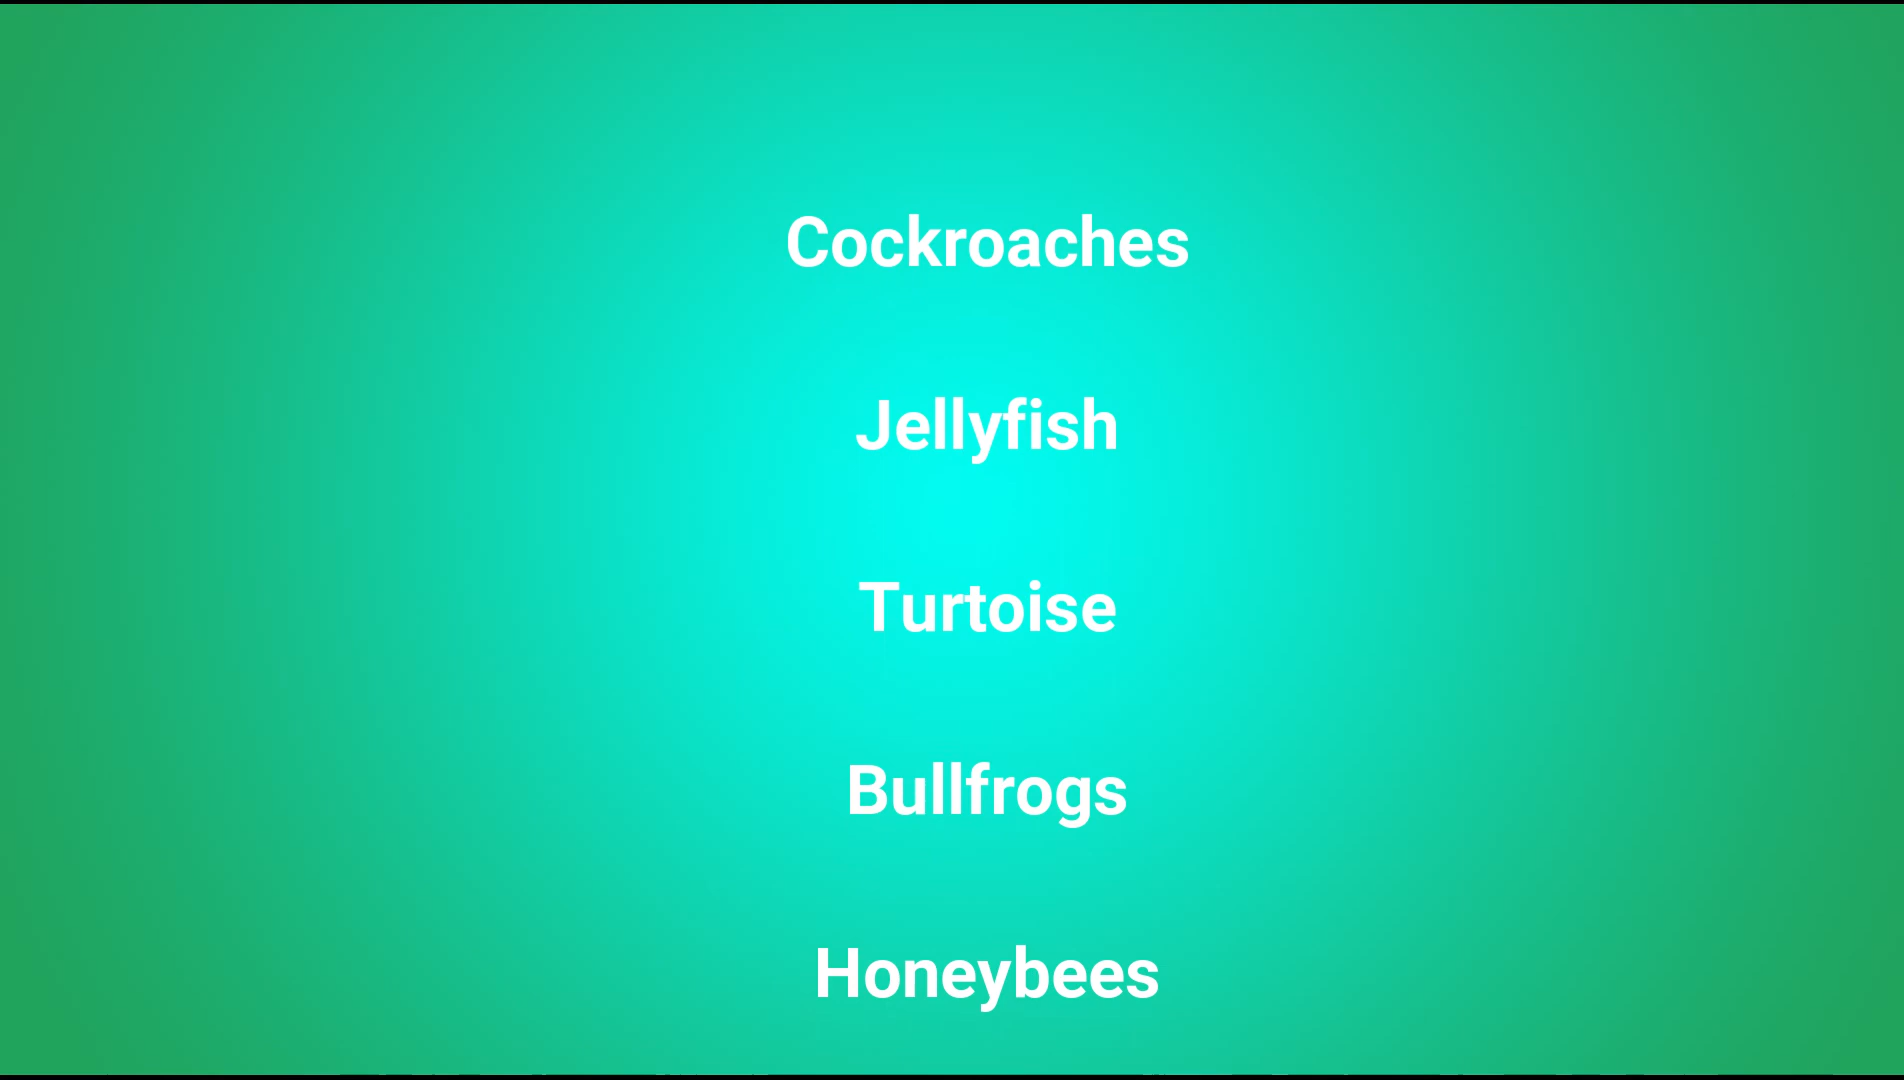 Cockroaches
Jellyfish
Turtoise
Bullfrogs
Honeybees